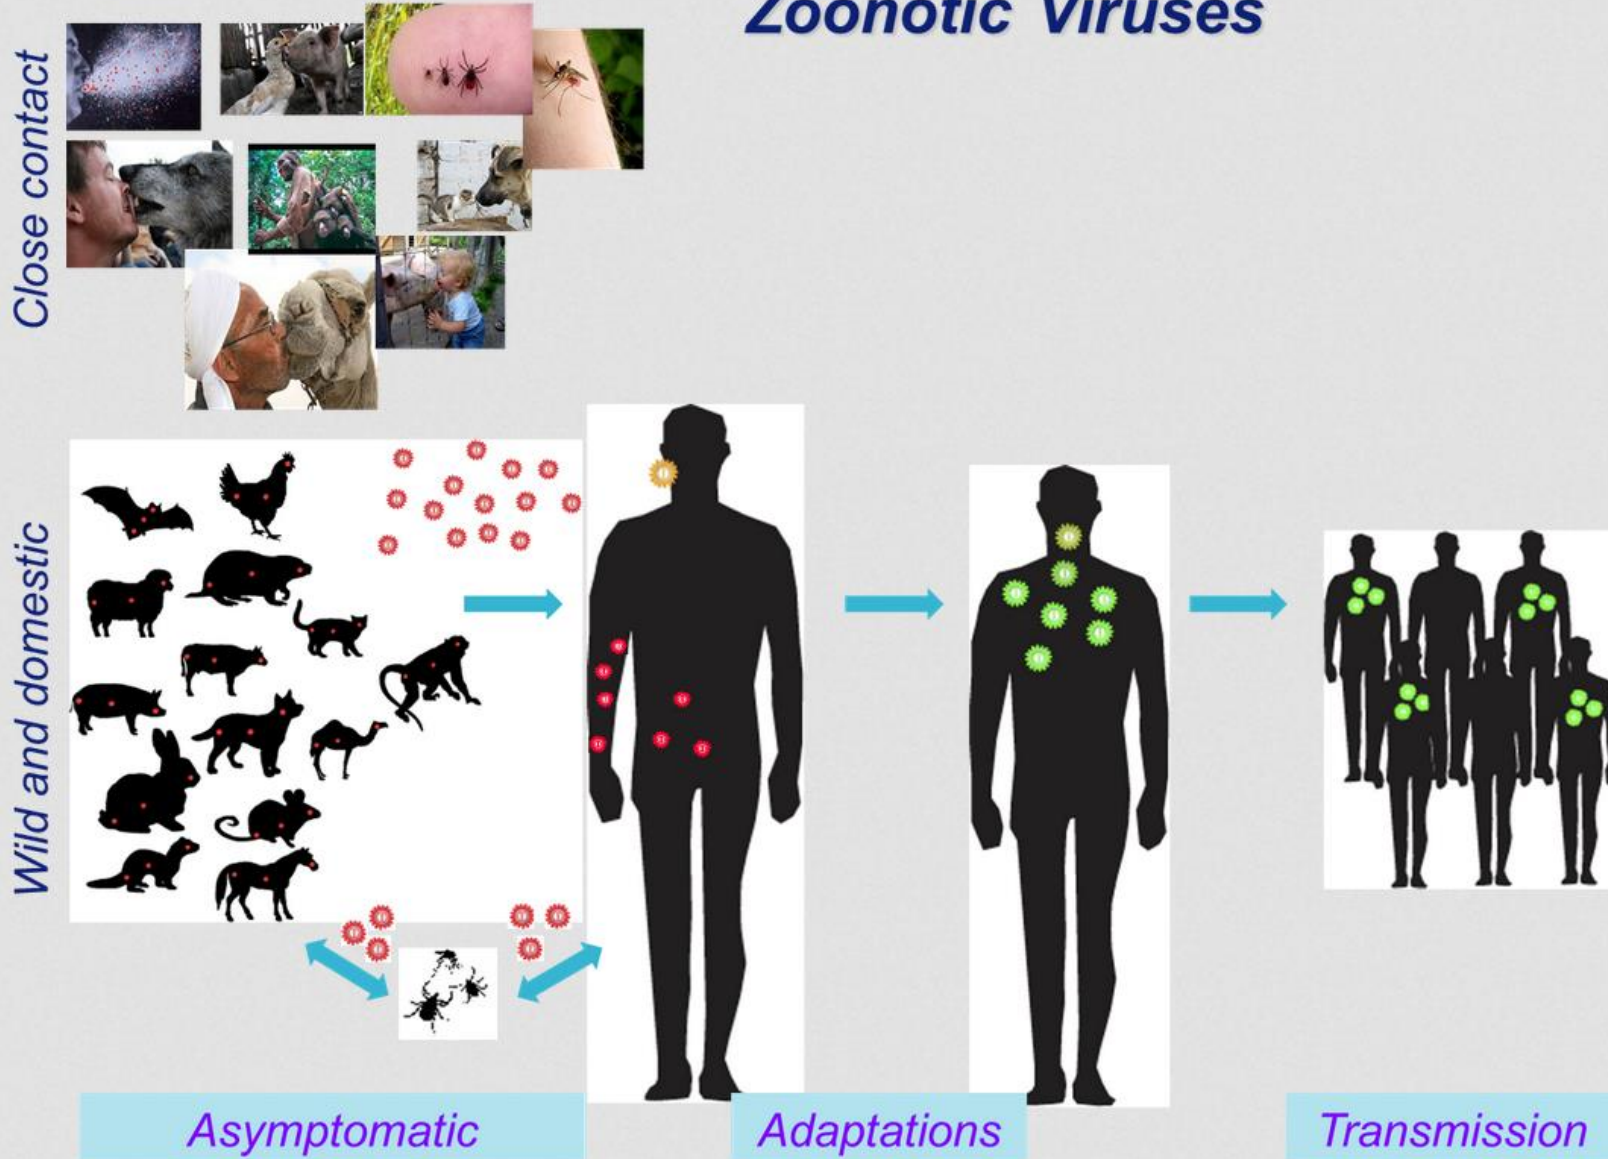 Zoonotic Viruses
Close contact
Wild and domestic
Asymptomatic
Adaptations
Transmission